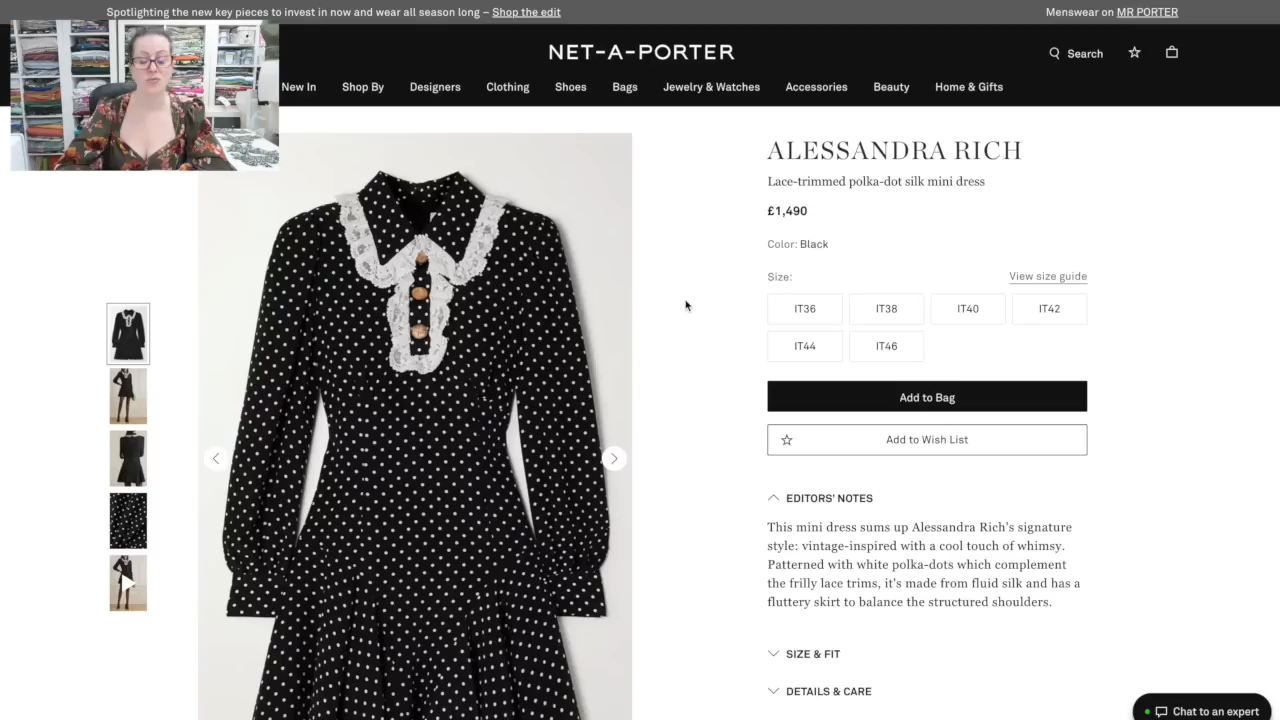 Spotlighting the new key pieces to invest in now and wear all season long – Shop the edit
Menswear on MR PORTER
NET-A-PORTER
Search
New In
Shop By
Designers
Clothing
Shoes
Bags
Jewelry & Watches
Accessories
Beauty
Home & Gifts
ALESSANDRA RICH
Lace-trimmed polka-dot silk mini dress
£1,490
Color: Black
Size:
View size guide
IT36
IT38
IT40
IT42
IT44
IT46
Add to Bag
Add to Wish List
EDITORS' NOTES
This mini dress sums up Alessandra Rich's signature
style: vintage-inspired with a cool touch of whimsy.
Patterned with white polka-dots which complement
the frilly lace trims, it's made from fluid silk and has a
fluttery skirt to balance the structured shoulders.
SIZE & FIT
DETAILS & CARE
Chat to an expert